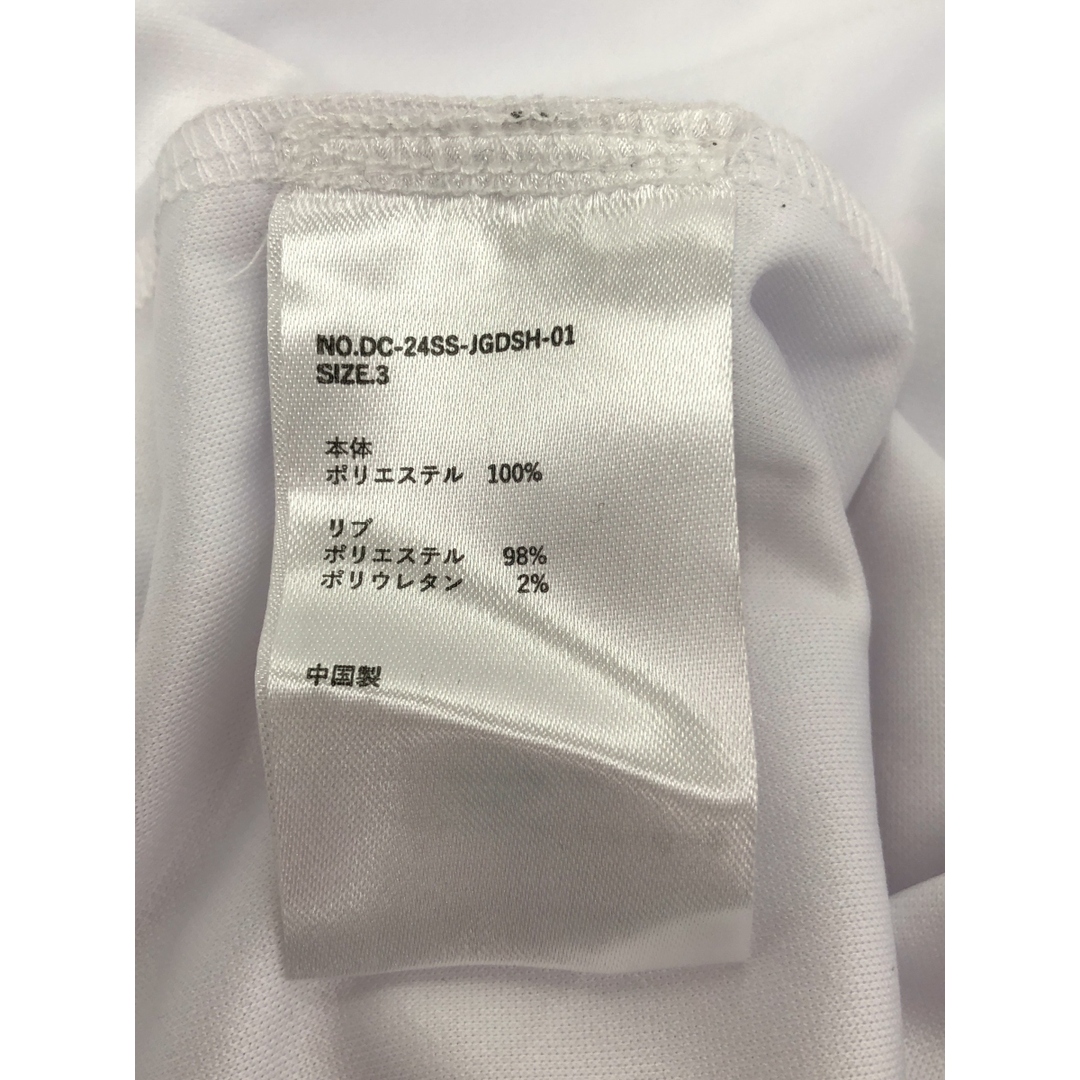 NO.DC-24SS-JGDSH-01
SIZE.3
本体
ポリエステル 100%
リブ
ポリエステル 98%
ポリウレタン 2%
中国製